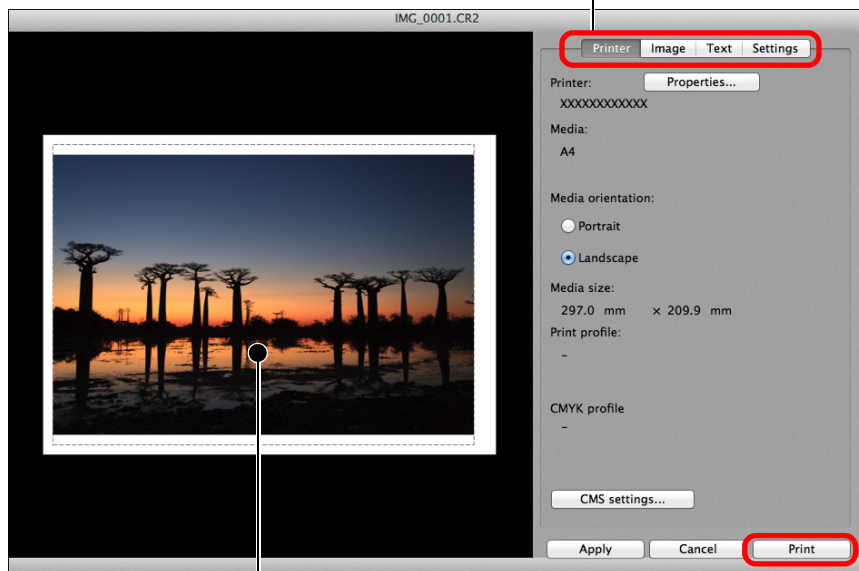 IMG_0001.CR2
Printer Image Text Settings
Printer: Properties...
XXXXXXXXXXXX
Media:
A4
Media orientation:
Portrait
Landscape
Media size:
297.0 mm × 209.9 mm
Print profile:
–
CMYK profile
–
CMS settings...
Apply Cancel Print